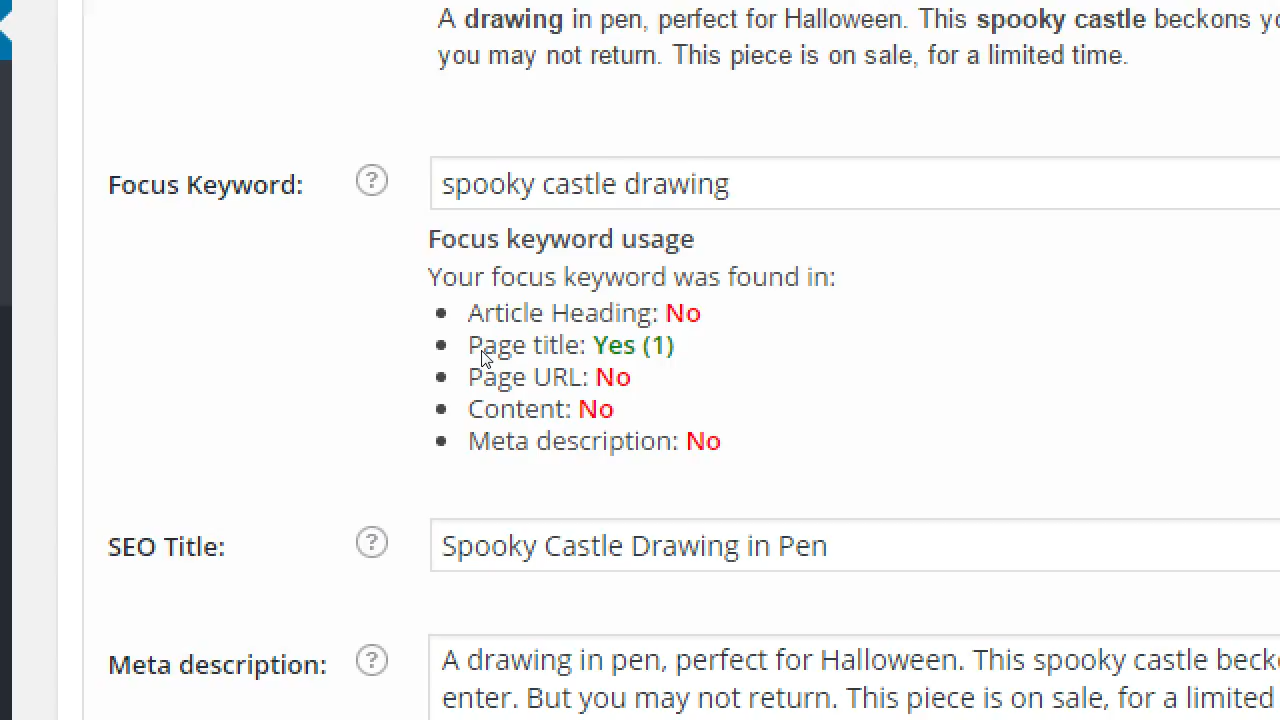 A drawing in pen, perfect for Halloween. This spooky castle beckons
you may not return. This piece is on sale, for a limited time.
Focus Keyword: ? spooky castle drawing
Focus keyword usage
Your focus keyword was found in:
• Article Heading: No
• Page title: Yes (1)
• Page URL: No
• Content: No
• Meta description: No
SEO Title: ? Spooky Castle Drawing in Pen
Meta description: ? A drawing in pen, perfect for Halloween. This spooky castle
enter. But you may not return. This piece is on sale, for a limited